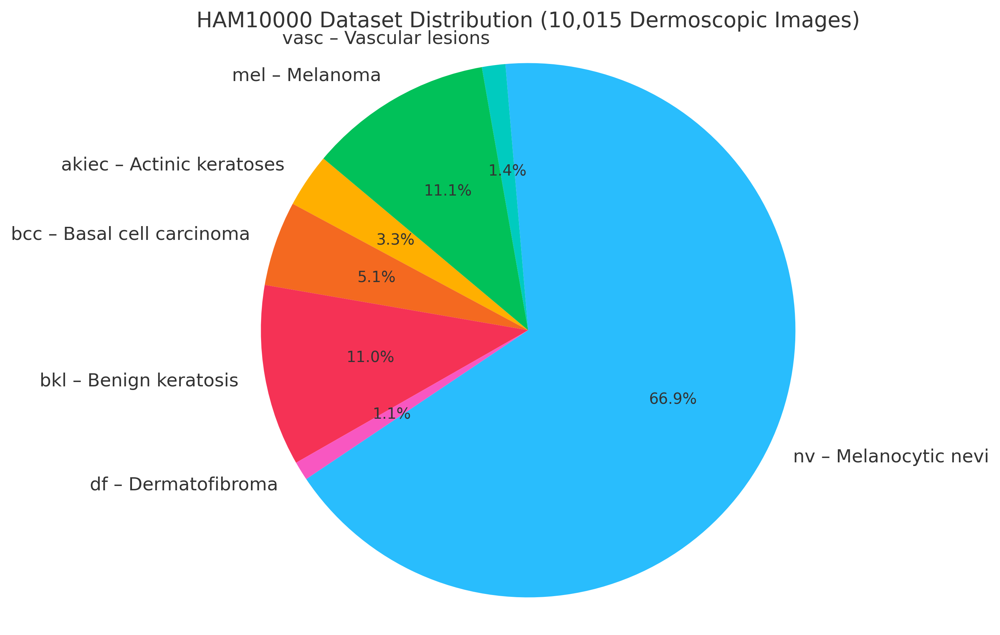 HAM10000 Dataset Distribution (10,015 Dermoscopic Images)
vasc – Vascular lesions
mel – Melanoma
akiec – Actinic keratoses
1.4%
11.1%
bcc – Basal cell carcinoma
3.3%
5.1%
11.0%
bkl – Benign keratosis
66.9%
1.1%
nv – Melanocytic nevi
df – Dermatofibroma